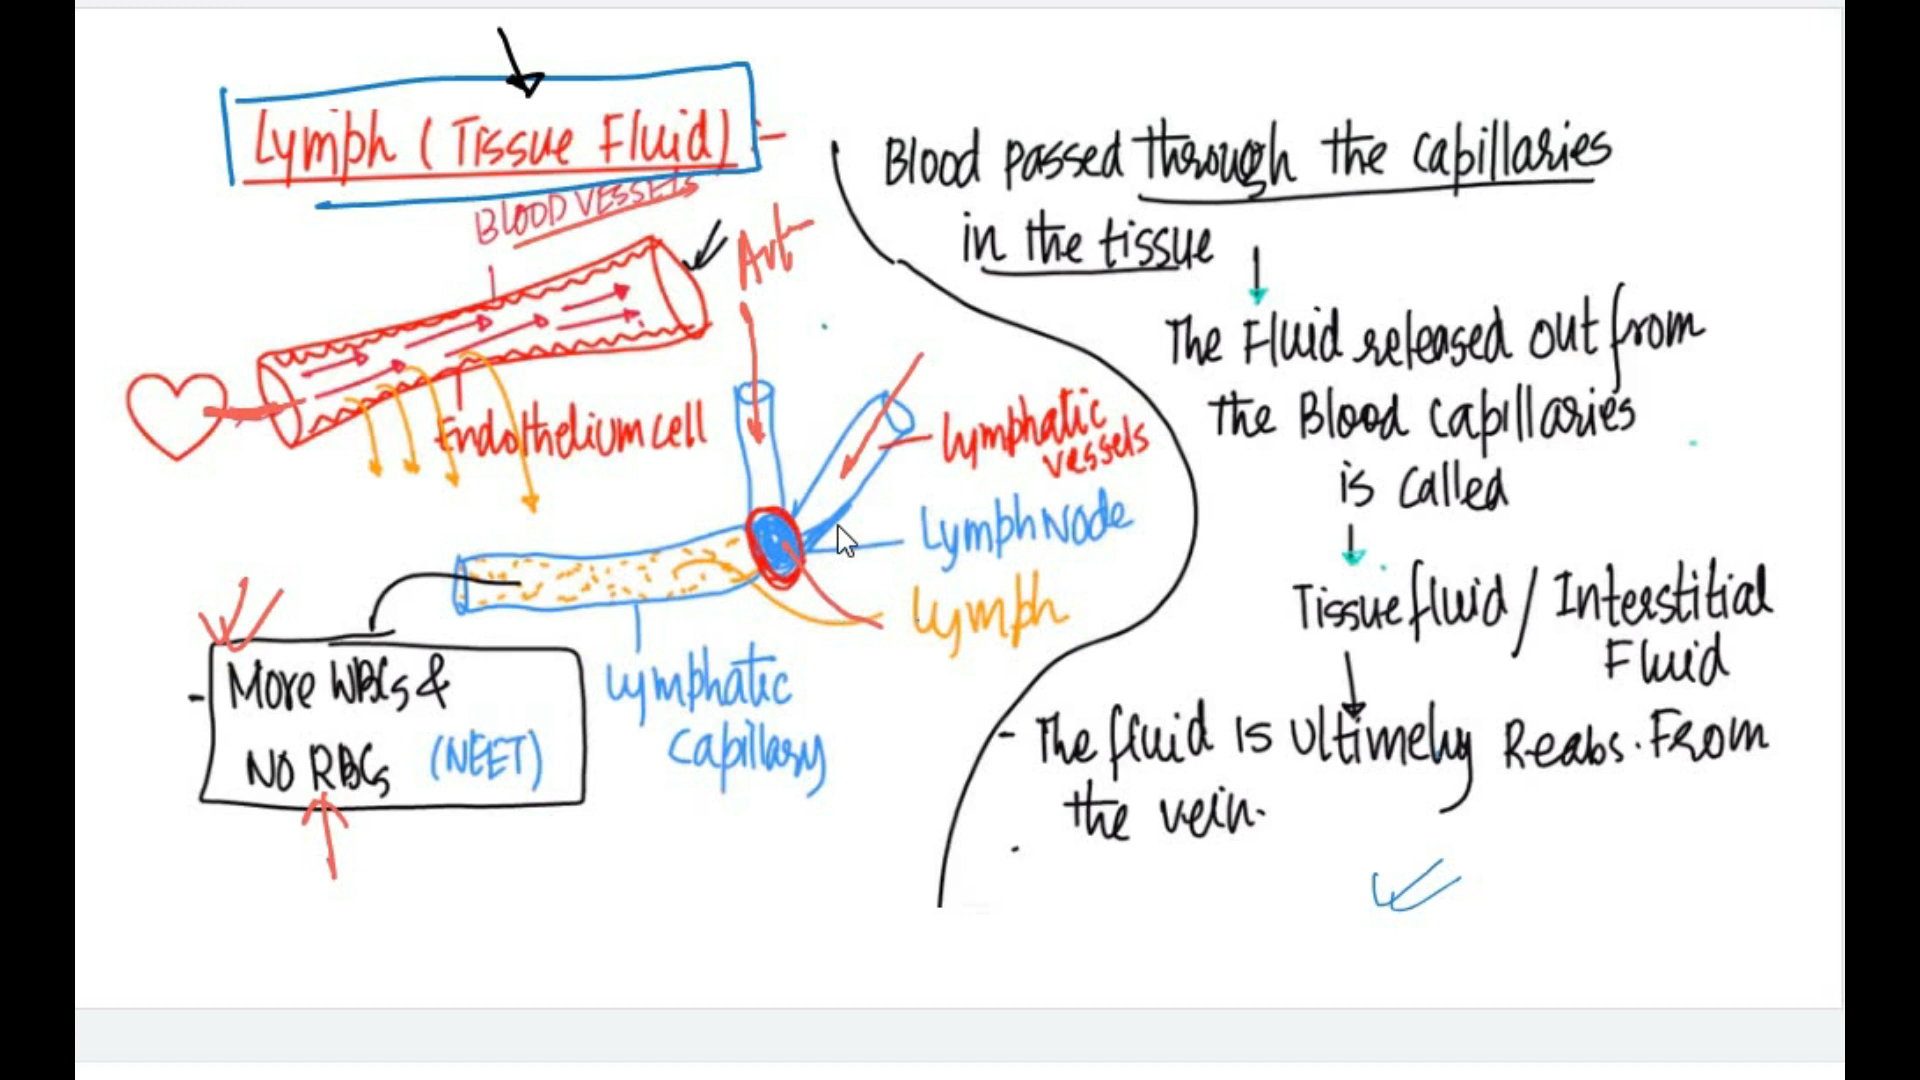 Lymph (Tissue Fluid) -
BLOOD VESSELS
Art
Endothelium cell
Lymphatic
vessels
Lymph Node
Lymph
Lymphatic
Capillary
- More WBCs &
NO RBCs (NEET)
Blood passed through the capillaries
in the tissue
The Fluid released out from
the Blood capillaries
is called
Tissue fluid / Interstitial
Fluid
- The fluid is Ultimely Reabs. From
the vein.